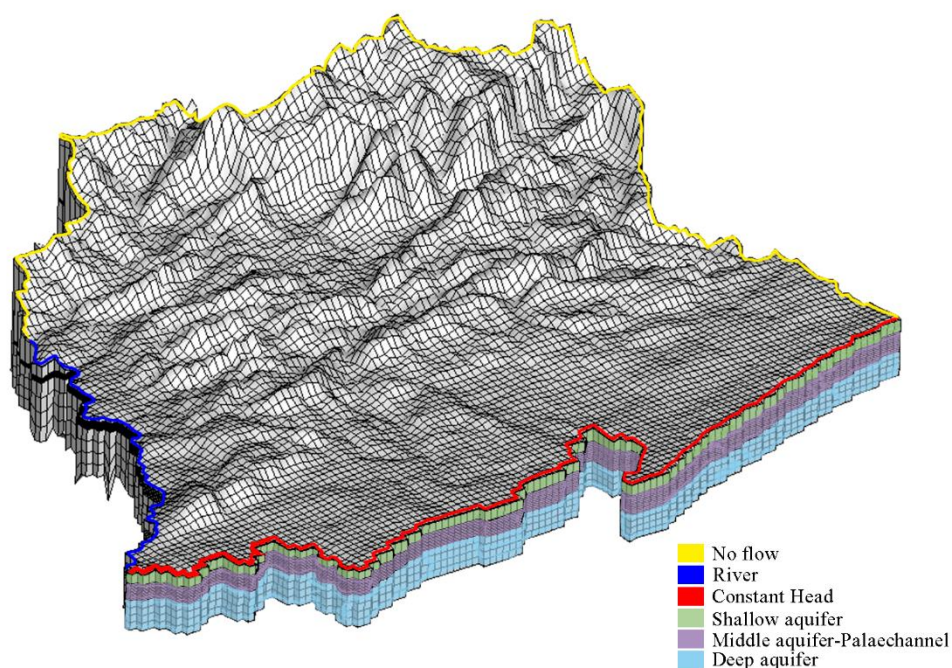 No flow
River
Constant Head
Shallow aquifer
Middle aquifer-Palaechannel
Deep aquifer